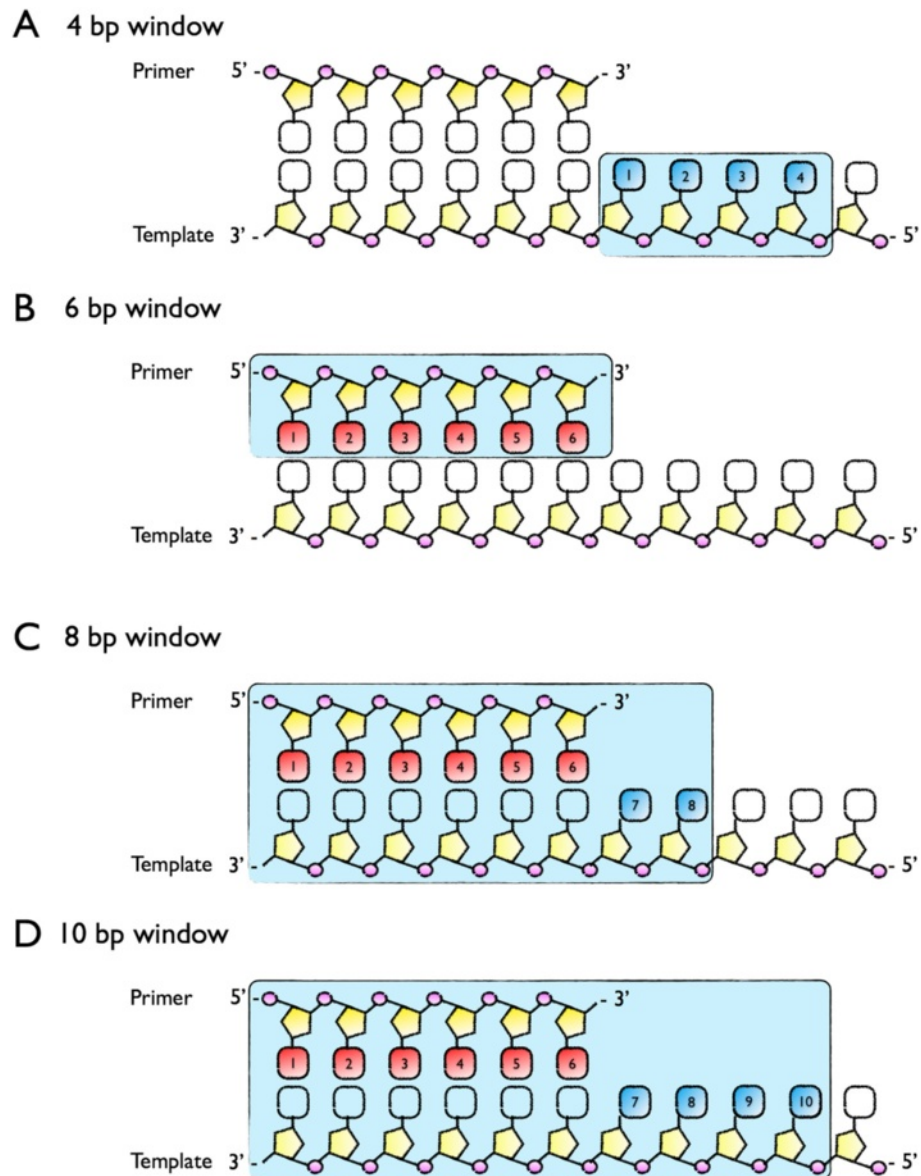 A 4 bp window
Primer 5' - - 3'
1 2 3 4
Template 3' - - 5'
B 6 bp window
Primer 5' - - 3'
1 2 3 4 5 6
Template 3' - - 5'
C 8 bp window
Primer 5' - - 3'
1 2 3 4 5 6
7 8
Template 3' - - 5'
D 10 bp window
Primer 5' - - 3'
1 2 3 4 5 6
7 8 9 10
Template 3' - - 5'